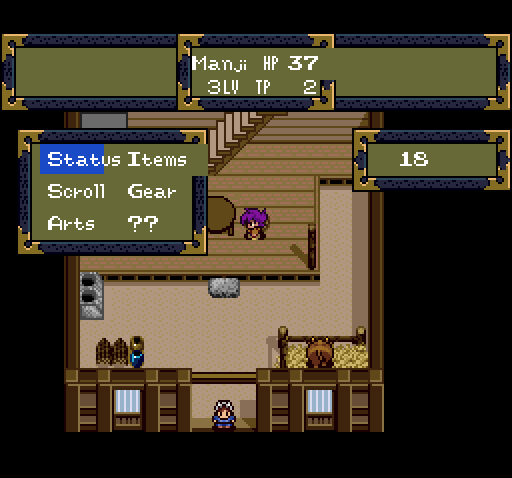 Manji HP 37
3LV TP 2
Status Items
18
Scroll Gear
Arts ??